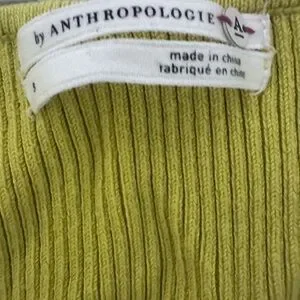 by ANTHROPOLOGIE A
made in china
fabriqué en chine
S